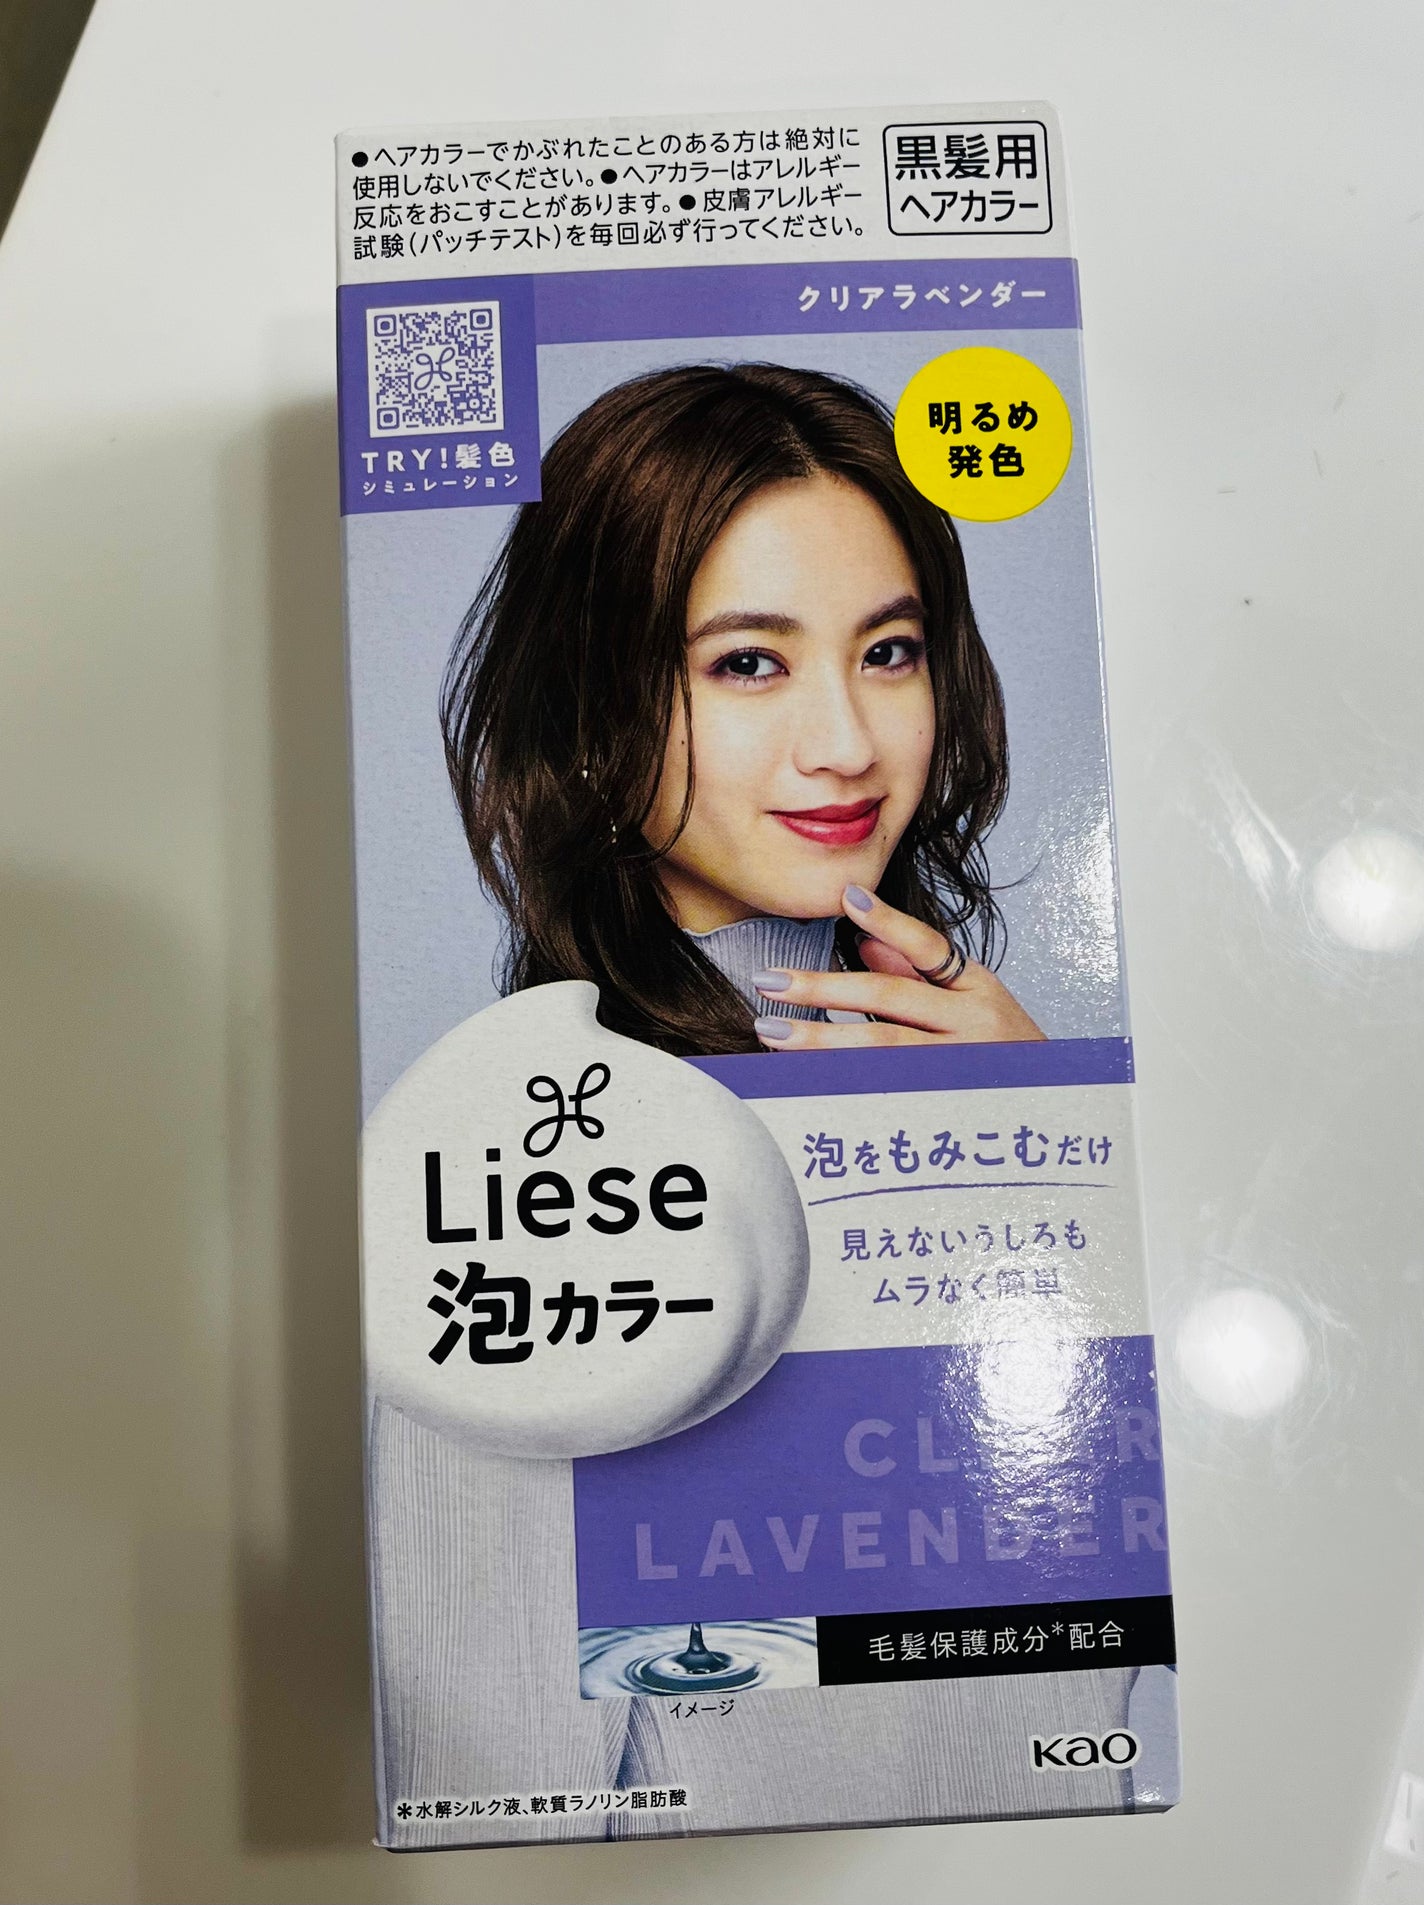 ●ヘアカラーでかぶれたことのある方は絶対に
使用しないでください。●ヘアカラーはアレルギー
反応をおこすことがあります。●皮膚アレルギー
試験(パッチテスト)を毎回必ず行ってください。
黒髪用
ヘアカラー
クリアラベンダー
TRY!髪色
シミュレーション
明るめ
発色
Liese
泡カラー
泡をもみこむだけ
見えないうしろも
ムラなく簡単
CLEAR
LAVENDER
毛髪保護成分*配合
イメージ
Kao
*水解シルク液、軟質ラノリン脂肪酸